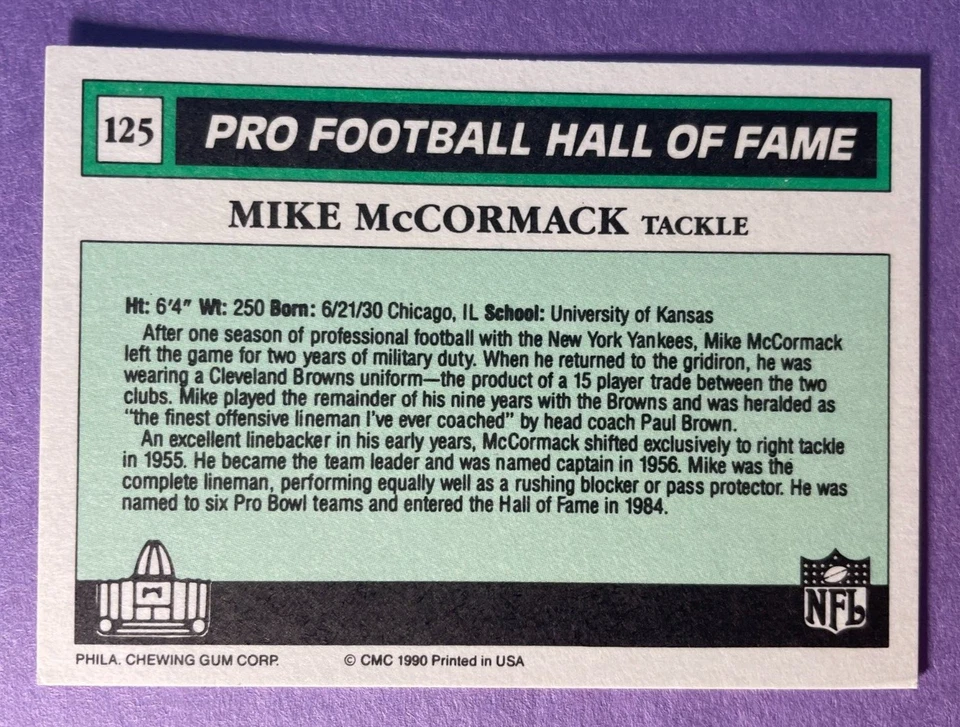 125
PRO FOOTBALL HALL OF FAME
MIKE McCORMACK TACKLE
Ht: 6'4" Wt: 250 Born: 6/21/30 Chicago, IL School: University of Kansas
After one season of professional football with the New York Yankees, Mike McCormack
left the game for two years of military duty. When he returned to the gridiron, he was
wearing a Cleveland Browns uniform—the product of a 15 player trade between the two
clubs. Mike played the remainder of his nine years with the Browns and was heralded as
"the finest offensive lineman I've ever coached" by head coach Paul Brown.
An excellent linebacker in his early years, McCormack shifted exclusively to right tackle
in 1955. He became the team leader and was named captain in 1956. Mike was the
complete lineman, performing equally well as a rushing blocker or pass protector. He was
named to six Pro Bowl teams and entered the Hall of Fame in 1984.
NFL
PHILA. CHEWING GUM CORP. © CMC 1990 Printed in USA